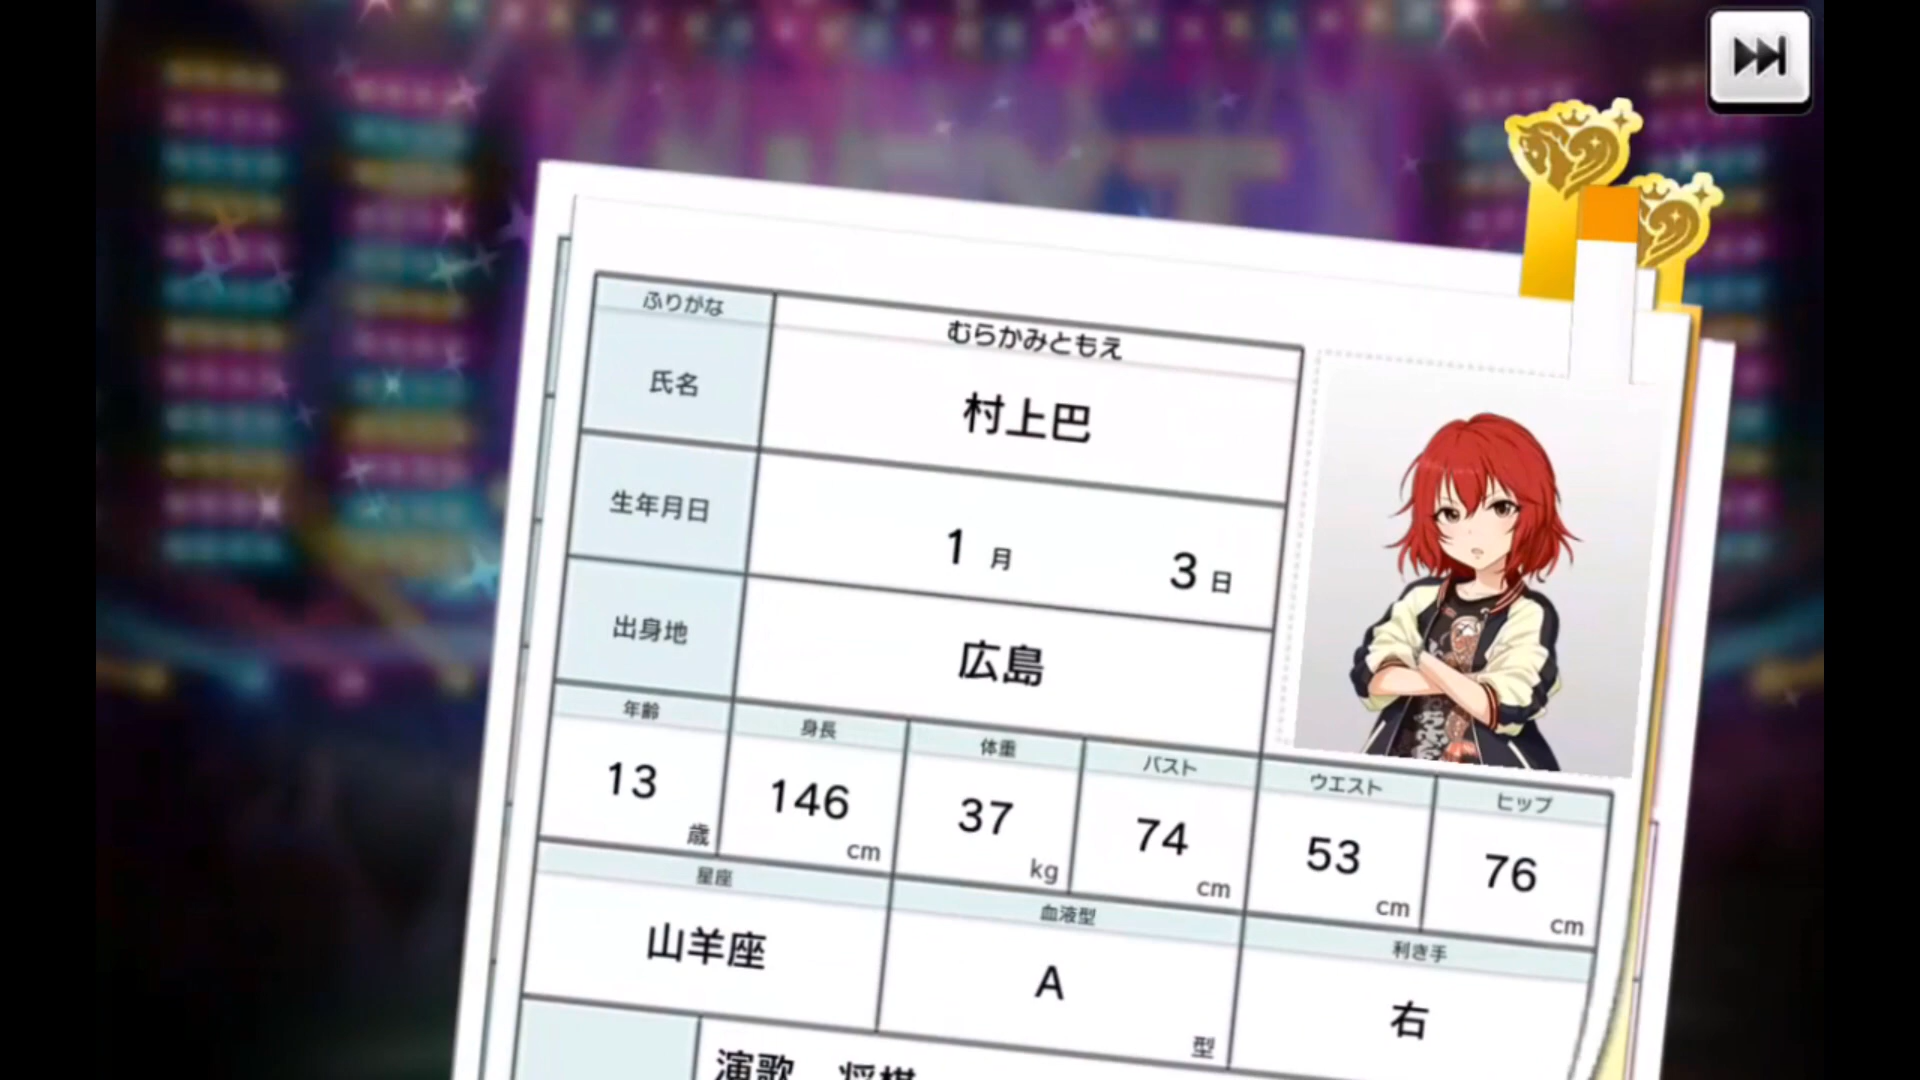 ふりがな
むらかみともえ
氏名
村上巴
生年月日
1 月 3 日
出身地
広島
年齢 身長 体重 バスト ウエスト ヒップ
13 歳 146 cm 37 kg 74 cm 53 cm 76 cm
星座 血液型 利き手
山羊座 A 型 右
演歌 将棋